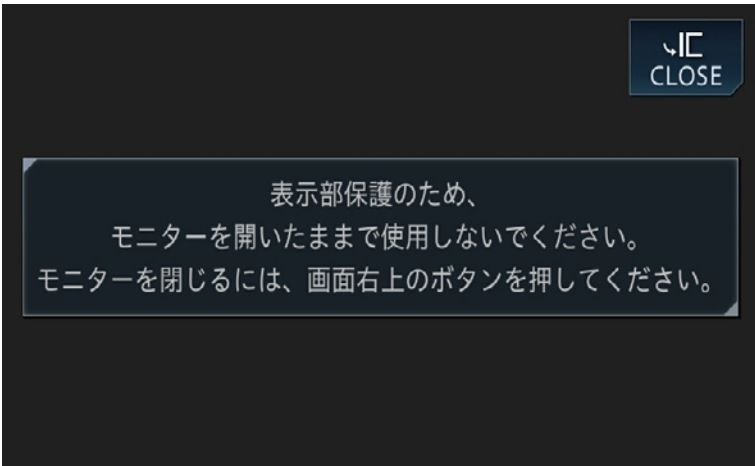 CLOSE
表示部保護のため、
モニターを開いたままで使用しないでください。
モニターを閉じるには、画面右上のボタンを押してください。